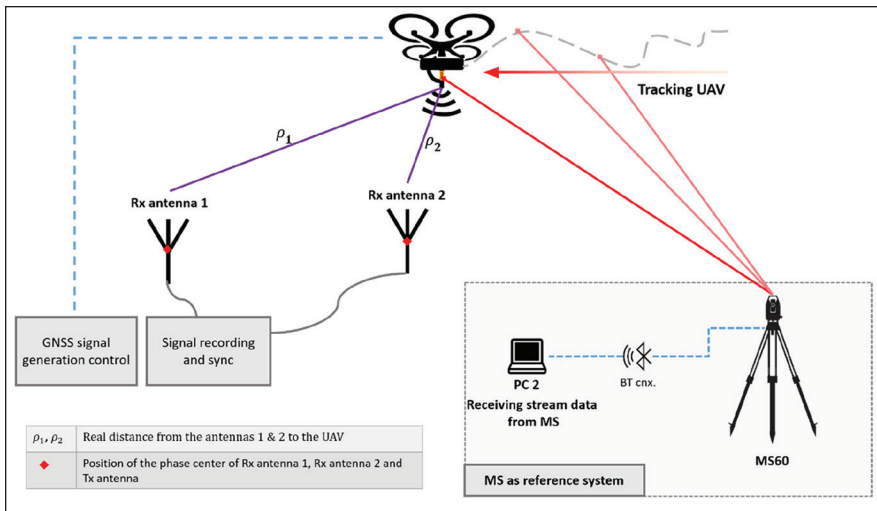 Tracking UAV
ρ₁
ρ₂
Rx antenna 1
Rx antenna 2
GNSS signal
generation control
Signal recording
and sync
PC 2
Receiving stream data
from MS
BT cnx.
MS60
MS as reference system
ρ₁, ρ₂ Real distance from the antennas 1 & 2 to the UAV
Position of the phase center of Rx antenna 1, Rx antenna 2 and
Tx antenna